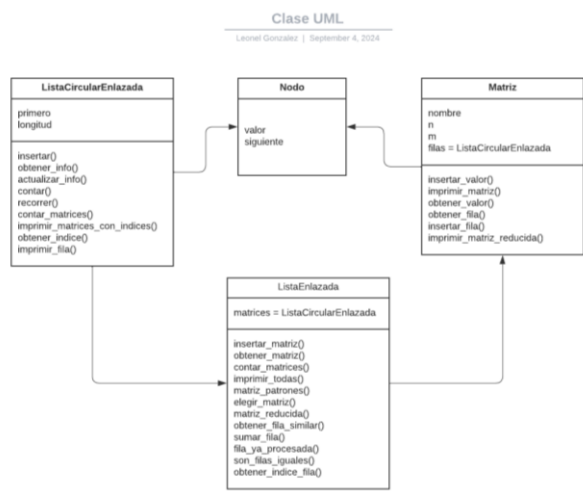 Clase UML
Leonel Gonzalez | September 4, 2024
ListaCircularEnlazada
primero
longitud
insertar()
obtener_info()
actualizar_info()
contar()
recorrer()
contar_matrices()
imprimir_matrices_con_indices()
obtener_indice()
imprimir_fila()
Nodo
valor
siguiente
Matriz
nombre
n
m
filas = ListaCircularEnlazada
insertar_valor()
imprimir_matriz()
obtener_valor()
obtener_fila()
insertar_fila()
imprimir_matriz_reducida()
ListaEnlazada
matrices = ListaCircularEnlazada
insertar_matriz()
obtener_matriz()
contar_matrices()
imprimir_todas()
matriz_patrones()
elegir_matriz()
matriz_reducida()
obtener_fila_similar()
sumar_fila()
fila_ya_procesada()
son_filas_iguales()
obtener_indice_fila()